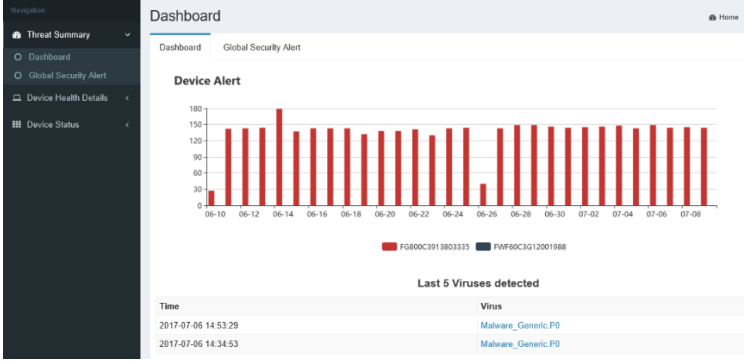 Navigation
Threat Summary
Dashboard
Global Security Alert
Device Health Details
Device Status
Dashboard
Home
Dashboard Global Security Alert
Device Alert
180
150
120
90
60
30
0
06-10 06-12 06-14 06-16 06-18 06-20 06-22 06-24 06-26 06-28 06-30 07-02 07-04 07-06 07-08
FG800C3913803335 FWF60C3G12001988
Last 5 Viruses detected
Time Virus
2017-07-06 14:53:29 Malware_Generic.P0
2017-07-06 14:34:53 Malware_Generic.P0